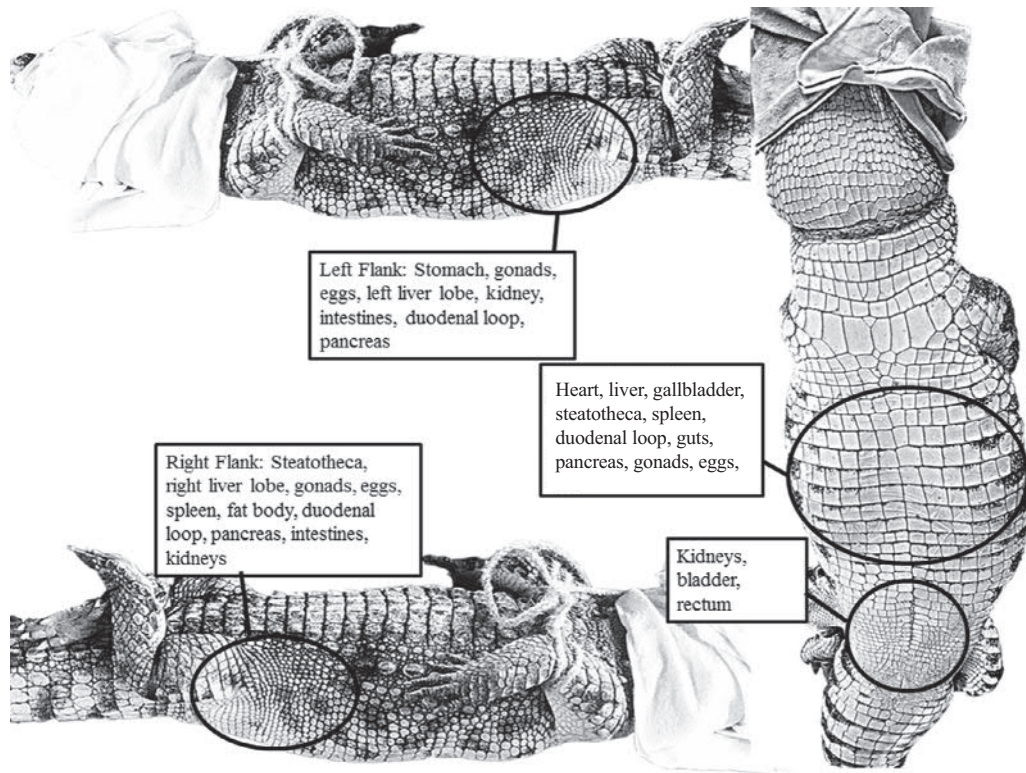 Left Flank: Stomach, gonads,
eggs, left liver lobe, kidney,
intestines, duodenal loop,
pancreas
Heart, liver, gallbladder,
steatotheca, spleen,
duodenal loop, guts,
pancreas, gonads, eggs,
Right Flank: Steatotheca,
right liver lobe, gonads, eggs,
spleen, fat body, duodenal
loop, pancreas, intestines,
kidneys
Kidneys,
bladder,
rectum